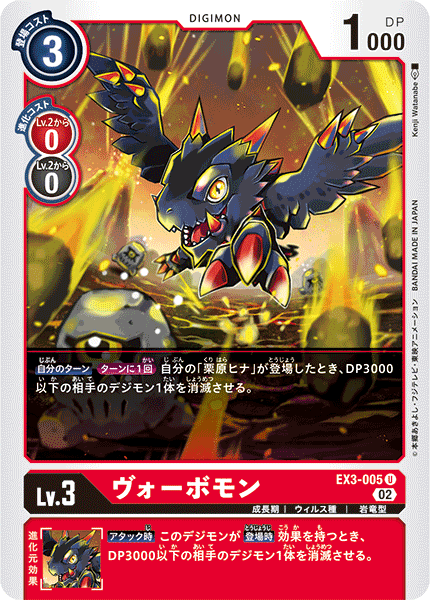 DIGIMON
登場コスト
3
DP
1000
進化コスト
Lv.2から
0
Lv.2から
0
Kenji Watanabe
©本郷あきよし・フジテレビ・東映アニメーション BANDAI MADE IN JAPAN
自分のターン ターンに1回 自分の「栗原ヒナ」が登場したとき、DP3000
以下の相手のデジモン1体を消滅させる。
EX3-005 U
Lv.3
ヴォーボモン
02
成長期 | ウィルス種 | 岩竜型
進化元効果
アタック時 このデジモンが 登場時 効果を持つとき、
DP3000以下の相手のデジモン1体を消滅させる。